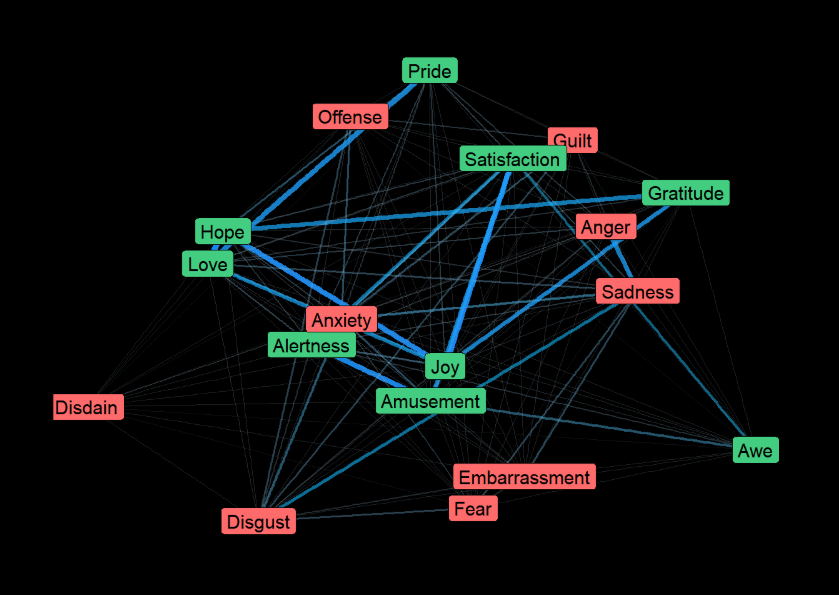 Pride
Offense
Guilt
Satisfaction
Gratitude
Anger
Hope
Love
Sadness
Anxiety
Alertness
Joy
Amusement
Disdain
Awe
Embarrassment
Fear
Disgust